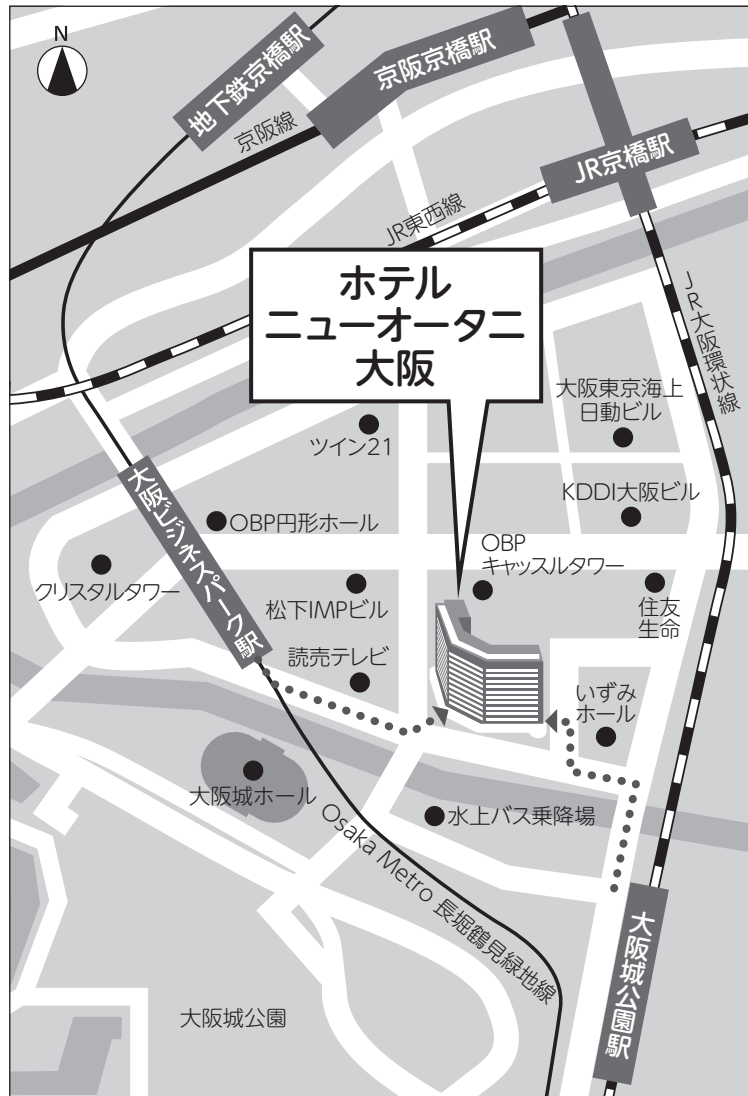 N
地下鉄京橋駅
京阪京橋駅
京阪線
JR京橋駅
JR東西線
ホテル
ニューオータニ
大阪
JR大阪環状線
大阪東京海上
日動ビル
ツイン21
KDDI大阪ビル
大阪ビジネスパーク駅
OBP円形ホール
OBP
キャッスルタワー
クリスタルタワー
松下IMPビル
住友
生命
読売テレビ
いずみ
ホール
大阪城ホール
水上バス乗降場
Osaka Metro 長堀鶴見緑地線
大阪城公園駅
大阪城公園